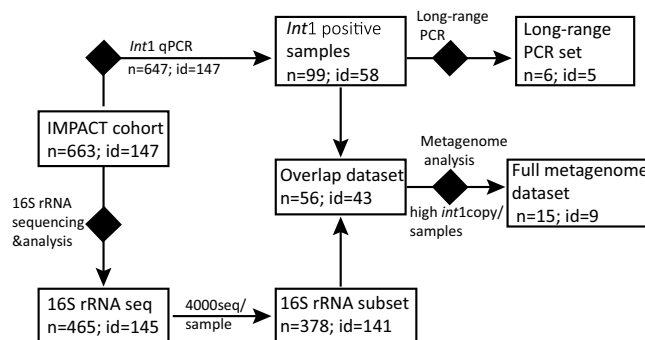 Int1 qPCR
n=647; id=147
Int1 positive
samples
n=99; id=58
Long-range
PCR
Long-range
PCR set
n=6; id=5
IMPACT cohort
n=663; id=147
Overlap dataset
n=56; id=43
Metagenome
analysis
high int1copy/
samples
Full metagenome
dataset
n=15; id=9
16S rRNA
sequencing
&analysis
16S rRNA seq
n=465; id=145
4000seq/
sample
16S rRNA subset
n=378; id=141